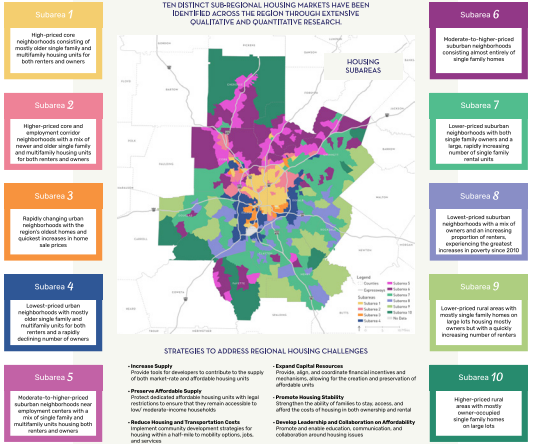 TEN DISTINCT SUB-REGIONAL HOUSING MARKETS HAVE BEEN
IDENTIFIED ACROSS THE REGION THROUGH EXTENSIVE
QUALITATIVE AND QUANTITATIVE RESEARCH.
Subarea 1
High-priced core
neighborhoods consisting of
mostly older single family and
multifamily housing units for
both renters and owners
Subarea 2
Higher-priced core and
employment corridor
neighborhoods with a mix of
newer and older single family
and multifamily housing units
for both renters and owners
Subarea 3
Rapidly changing urban
neighborhoods with the
region's oldest homes and
quickest increases in home
sale prices
Subarea 4
Lowest-priced urban
neighborhoods with mostly
older single family and
multifamily units for both
renters and a rapidly
declining number of owners
Subarea 5
Moderate-to-higher-priced
suburban neighborhoods near
employment centers with a
mix of single family and
multifamily units housing both
renters and owners
HOUSING
SUBAREAS
Legend
Counties
Expressways
Subareas
Subarea 1
Subarea 2
Subarea 3
Subarea 4
Subarea 5
Subarea 6
Subarea 7
Subarea 8
Subarea 9
Subarea 10
No Data
Subarea 6
Moderate-to-higher-priced
suburban neighborhoods
consisting almost entirely of
single family homes
Subarea 7
Lower-priced suburban
neighborhoods with both
single family owners and a
large, rapidly increasing
number of single family
rental units
Subarea 8
Lowest-priced suburban
neighborhoods with a mix of
owners and an increasing
proportion of renters,
experiencing the greatest
increases in poverty since 2010
Subarea 9
Lower-priced rural areas with
mostly single family homes on
large lots housing mostly
owners but with a quickly
increasing number of renters
Subarea 10
Higher-priced rural
areas with mostly
owner-occupied
single family homes
on large lots
STRATEGIES TO ADDRESS REGIONAL HOUSING CHALLENGES
• Increase Supply
Provide tools for developers to contribute to the supply
of both market-rate and affordable housing units
• Preserve Affordable Supply
Protect dedicated affordable housing units with legal
restrictions to ensure that they remain accessible to
low/ moderate-income households
• Reduce Housing and Transportation Costs
Implement community development strategies for
housing within a half-mile to mobility options, jobs,
and services
• Expand Capital Resources
Provide, align, and coordinate financial incentives and
mechanisms, allowing for the creation and preservation of
affordable units
• Promote Housing Stability
Strengthen the ability of families to stay, access, and
afford the costs of housing in both ownership and rental
• Develop Leadership and Collaboration on Affordability
Promote and enable education, communication, and
collaboration around housing issues